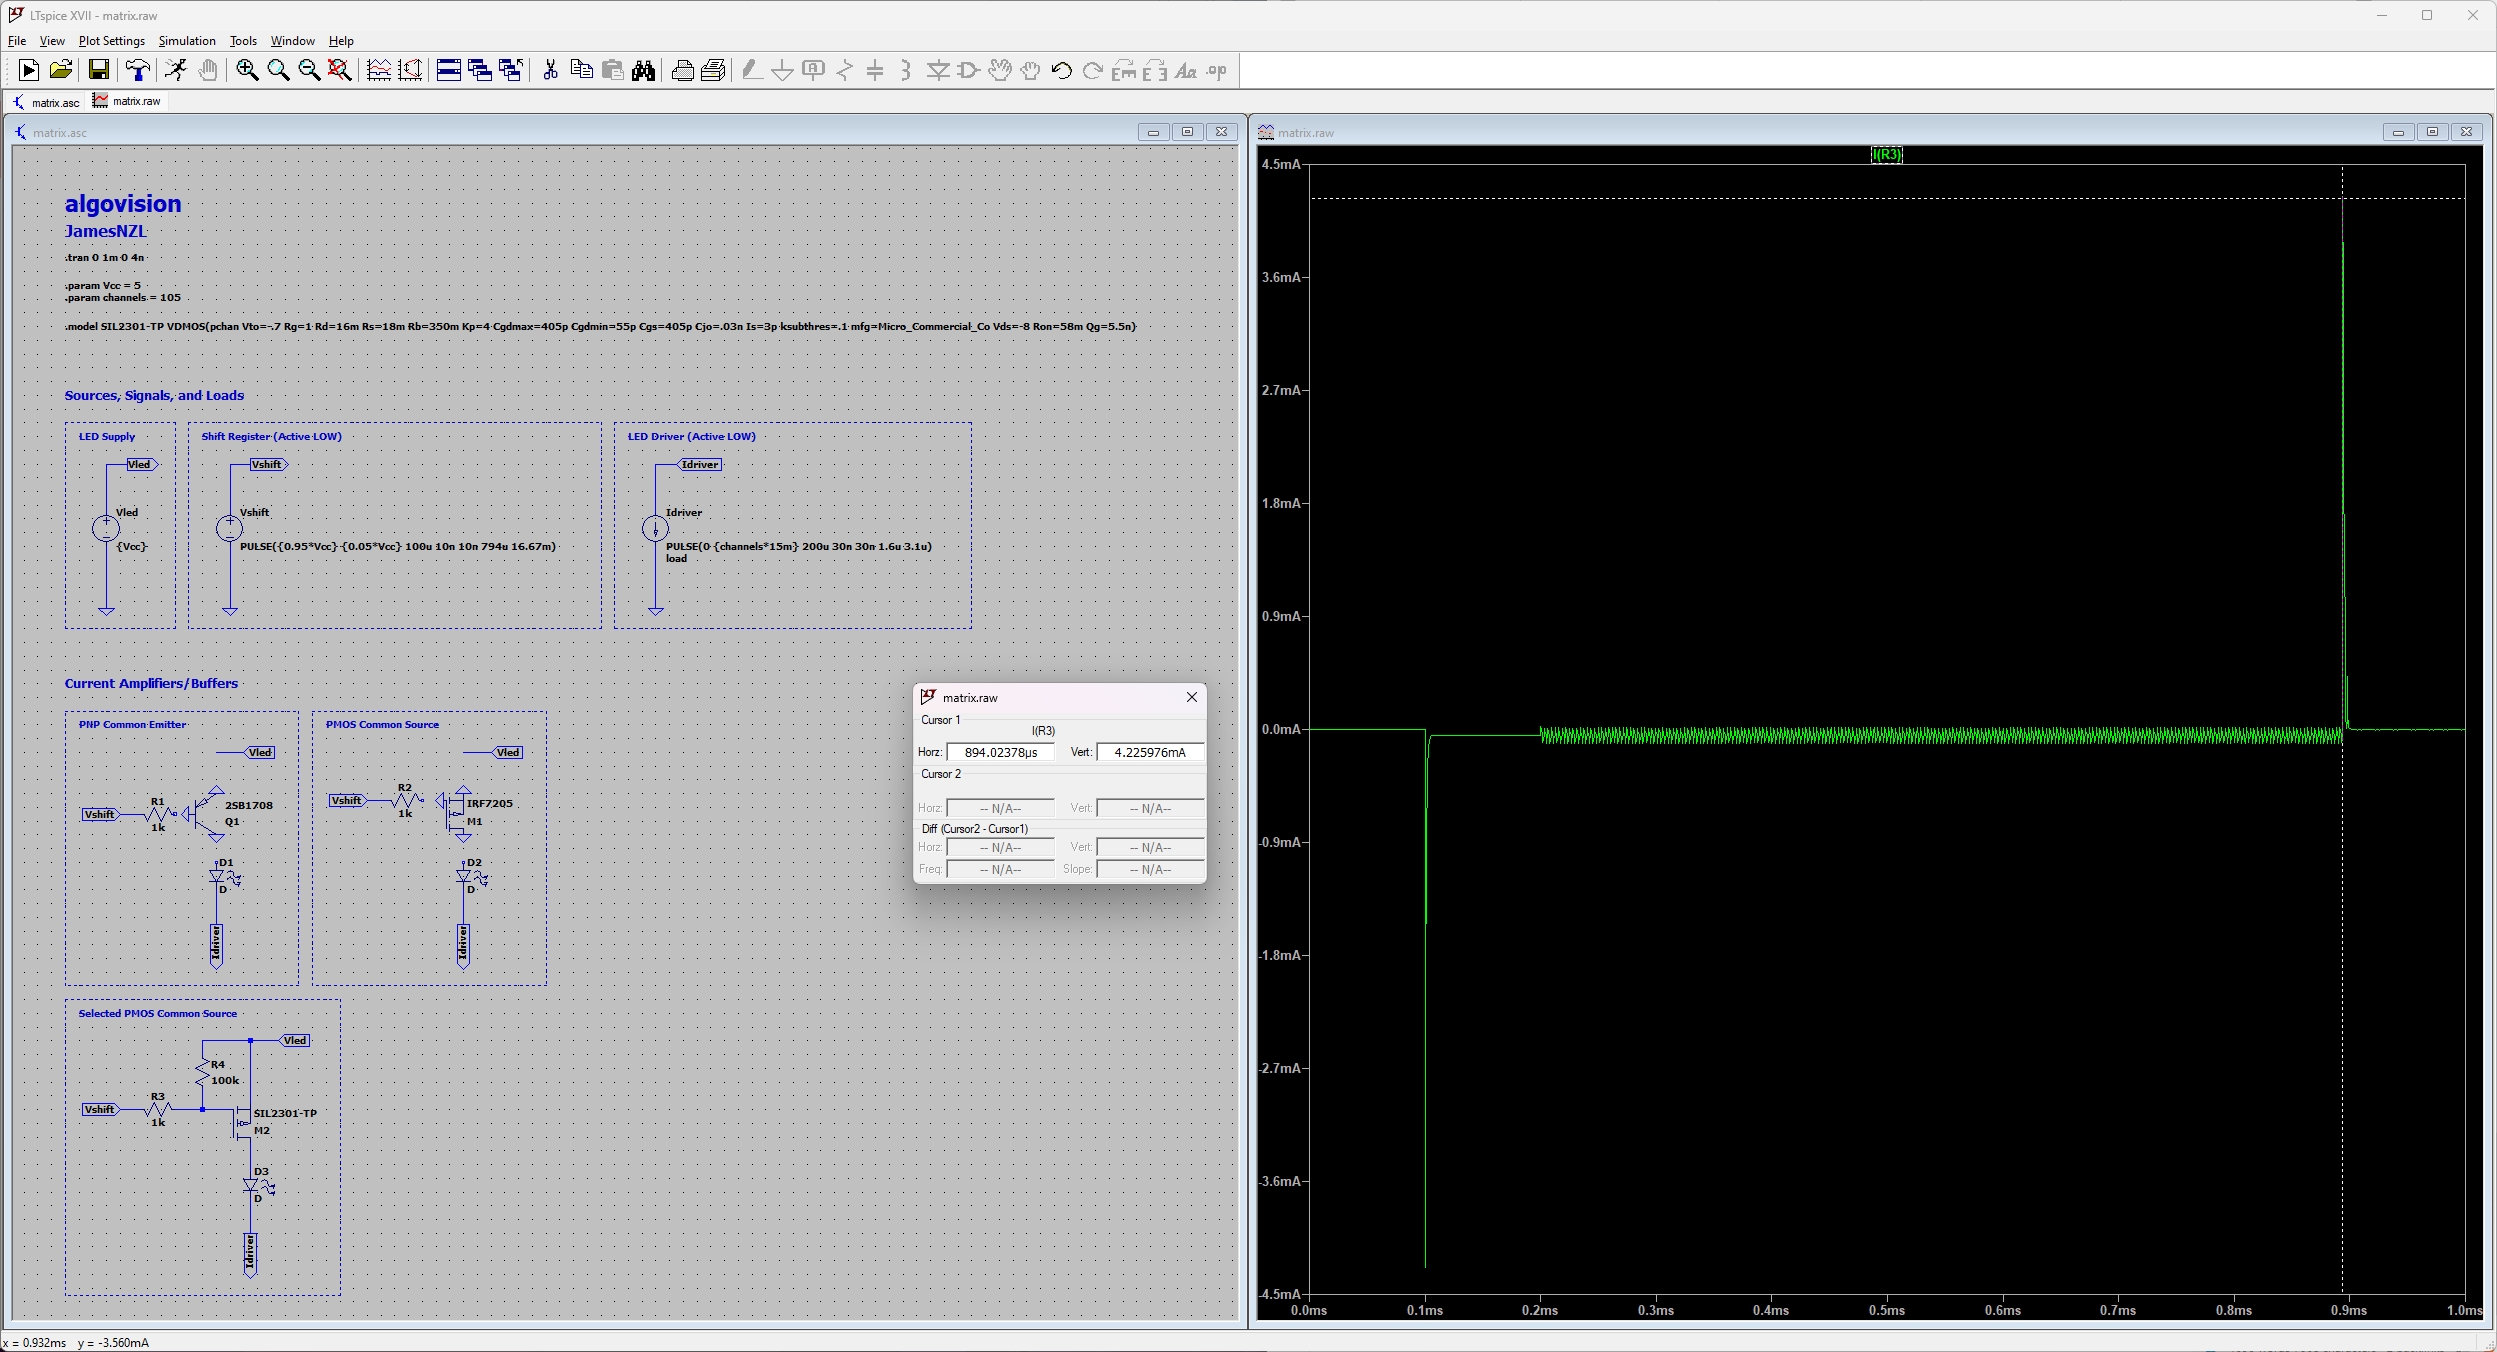 LTspice XVII - matrix.raw
File View Plot Settings Simulation Tools Window Help
matrix.asc matrix.raw
matrix.asc
algovision
JamesNZL
.tran 0 1m 0 4n
.param Vcc = 5
.param channels = 105
.model SIL2301-TP VDMOS(pchan Vto=-.7 Rg=1 Rd=16m Rs=18m Rb=350m Kp=4 Cgdmax=405p Cgdmin=55p Cgs=405p Cjo=.03n Is=3p ksubthres=.1 mfg=Micro_Commercial_Co Vds=-8 Ron=58m Qg=5.5n)
Sources, Signals, and Loads
LED Supply
Vled
Vled
{Vcc}
Shift Register (Active LOW)
Vshift
Vshift
PULSE({0.95*Vcc} {0.05*Vcc} 100u 10n 10n 794u 16.67m)
LED Driver (Active LOW)
Idriver
Idriver
PULSE(0 {channels*15m} 200u 30n 30n 1.6u 3.1u)
load
Current Amplifiers/Buffers
PNP Common Emitter
Vled
Vshift
R1
1k
2SB1708
Q1
D1
D
Idriver
PMOS Common Source
Vled
Vshift
R2
1k
IRF7205
M1
D2
D
Idriver
Selected PMOS Common Source
Vled
R4
100k
Vshift
R3
1k
SIL2301-TP
M2
D3
D
Idriver
matrix.raw
Cursor 1
I(R3)
Horz: 894.02378µs Vert: 4.225976mA
Cursor 2
Horz: -- N/A-- Vert: -- N/A--
Diff (Cursor2 - Cursor1)
Horz: -- N/A-- Vert: -- N/A--
Freq: -- N/A-- Slope: -- N/A--
matrix.raw
I(R3)
4.5mA
3.6mA
2.7mA
1.8mA
0.9mA
0.0mA
-0.9mA
-1.8mA
-2.7mA
-3.6mA
-4.5mA
0.0ms 0.1ms 0.2ms 0.3ms 0.4ms 0.5ms 0.6ms 0.7ms 0.8ms 0.9ms 1.0ms
x = 0.932ms y = -3.560mA